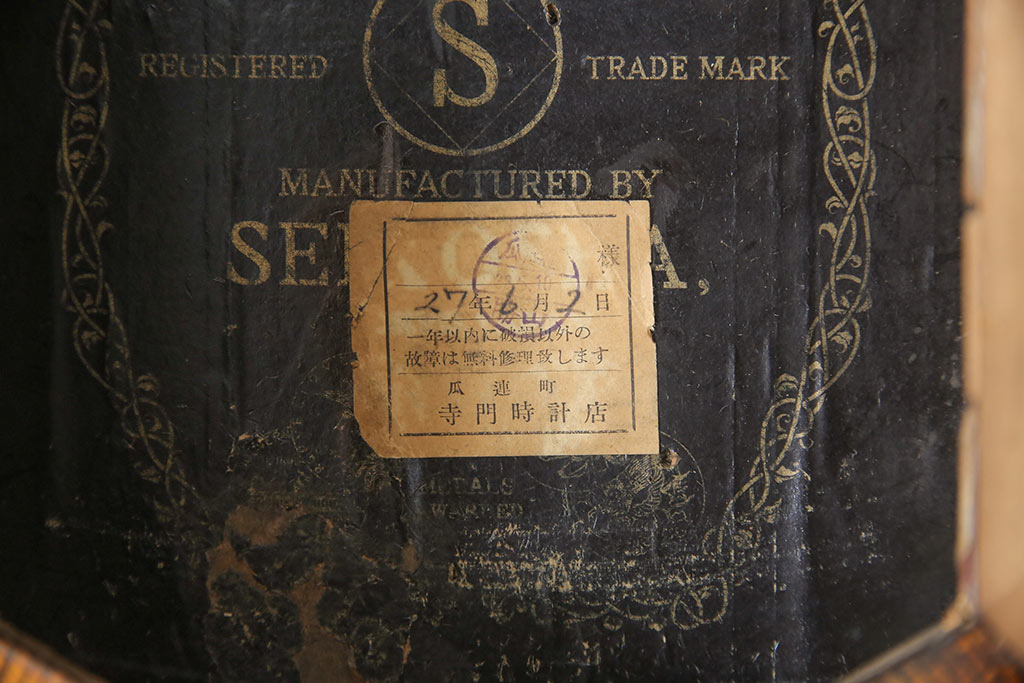 S
REGISTERED TRADE MARK
MANUFACTURED BY
様
27年6月2日
一年以内に破損以外の
故障は無料修理致します
瓜連町
寺門時計店
MEDALS